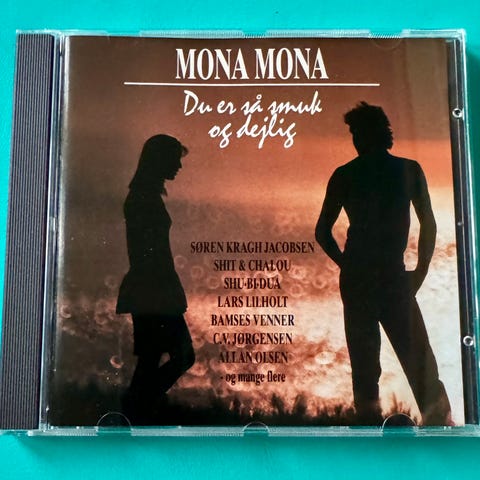 MONA MONA
Du er så smuk
og dejlig
SØREN KRAGH JACOBSEN
SHIT & CHALOU
SHU-BI-DUA
LARS LILHOLT
BAMSES VENNER
C.V. JØRGENSEN
ALLAN OLSEN
- og mange flere